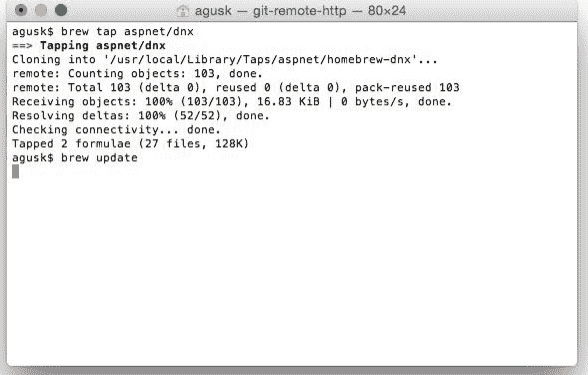 agusk — git-remote-http — 80×24
agusk$ brew tap aspnet/dnx
==> Tapping aspnet/dnx
Cloning into '/usr/local/Library/Taps/aspnet/homebrew-dnx'...
remote: Counting objects: 103, done.
remote: Total 103 (delta 0), reused 0 (delta 0), pack-reused 103
Receiving objects: 100% (103/103), 16.83 KiB | 0 bytes/s, done.
Resolving deltas: 100% (52/52), done.
Checking connectivity... done.
Tapped 2 formulae (27 files, 128K)
agusk$ brew update